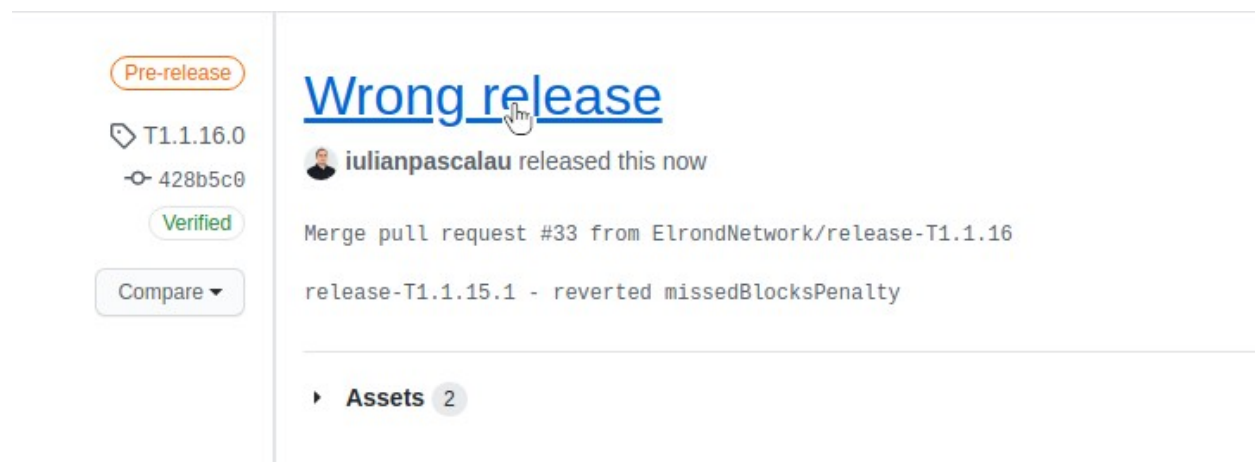 Pre-release
T1.1.16.0
428b5c0
Verified
Compare
Wrong release
iulianpascalau released this now
Merge pull request #33 from ElrondNetwork/release-T1.1.16
release-T1.1.15.1 - reverted missedBlocksPenalty
Assets 2